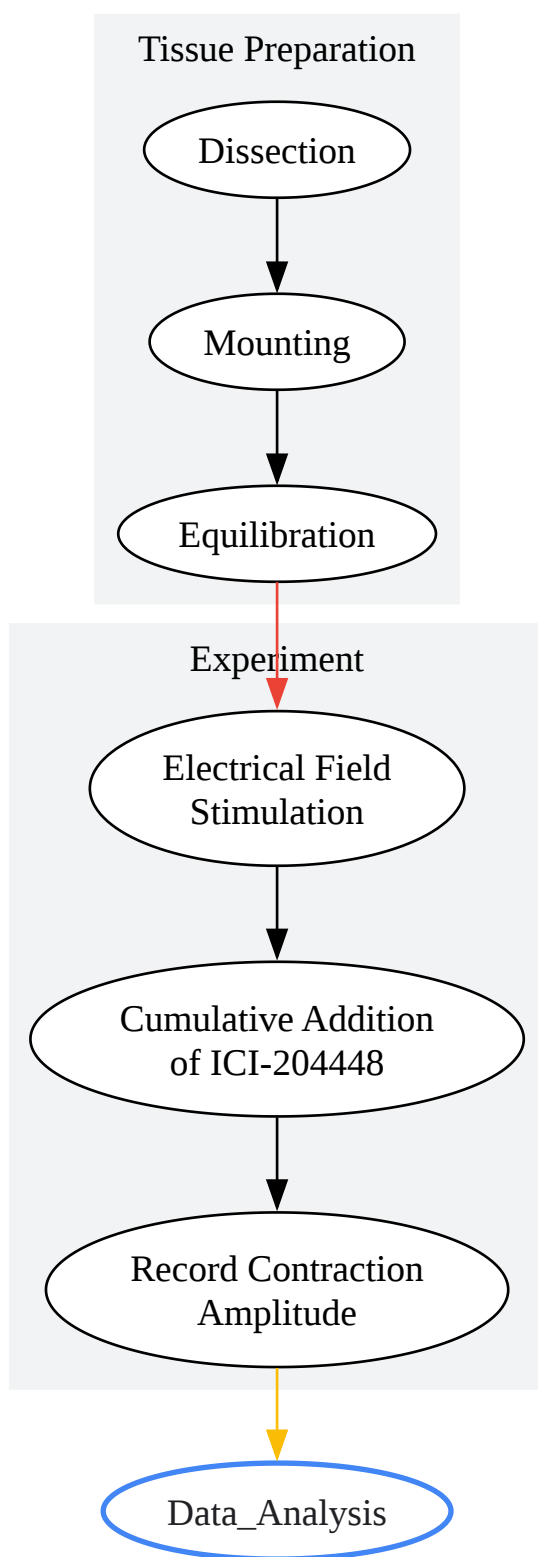 Tissue Preparation
Dissection
Mounting
Equilibration
Experiment
Electrical Field
Stimulation
Cumulative Addition
of ICI-204448
Record Contraction
Amplitude
Data_Analysis